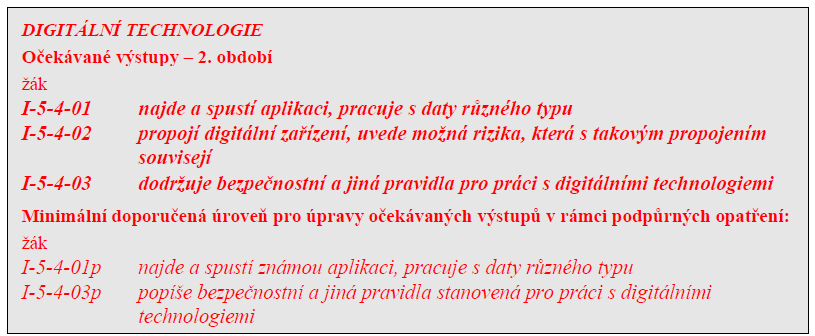 DIGITÁLNÍ TECHNOLOGIE
Očekávané výstupy – 2. období
žák
I-5-4-01 najde a spustí aplikaci, pracuje s daty různého typu
I-5-4-02 propojí digitální zařízení, uvede možná rizika, která s takovým propojením
souvisejí
I-5-4-03 dodržuje bezpečnostní a jiná pravidla pro práci s digitálními technologiemi
Minimální doporučená úroveň pro úpravy očekávaných výstupů v rámci podpůrných opatření:
žák
I-5-4-01p najde a spustí známou aplikaci, pracuje s daty různého typu
I-5-4-03p popíše bezpečnostní a jiná pravidla stanovená pro práci s digitálními
technologiemi